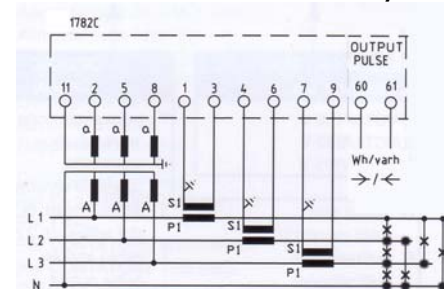 1782C
OUTPUT
PULSE
11 2 5 8 1 3 4 6 7 9 60 61
a a a
Wh/varh
A A A
S1
L1
P1
S1
L2
P1
S1
L3
P1
N